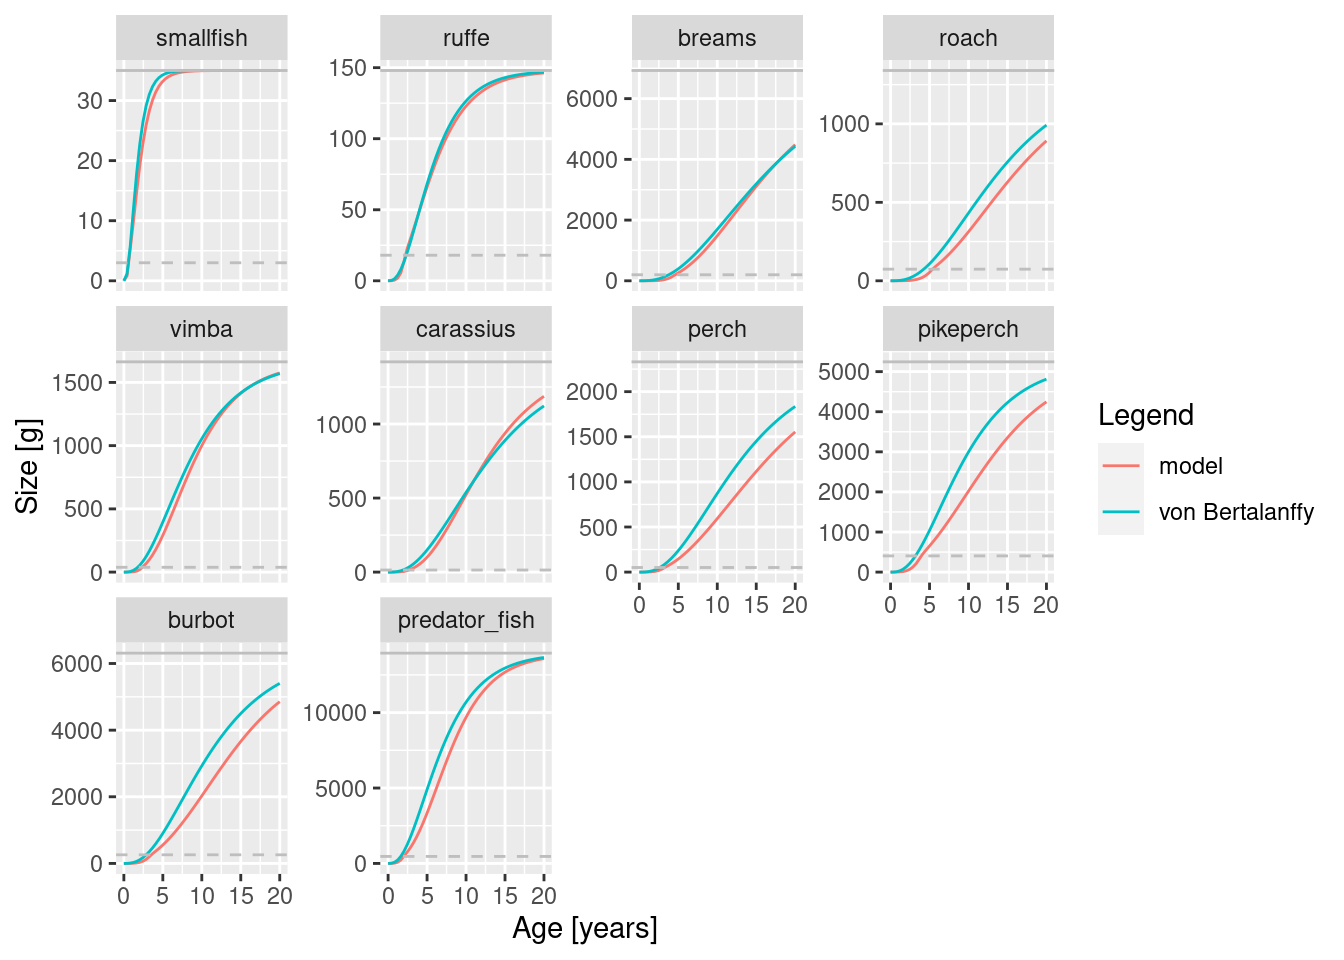 smallfish
ruffe
breams
roach
30
20
10
0
150
100
50
0
6000
4000
2000
0
1000
500
0
vimba
carassius
perch
pikeperch
1500
1000
500
0
1000
500
0
2000
1500
1000
500
0
0 5 10 15 20
5000
4000
3000
2000
1000
0
0 5 10 15 20
burbot
predator_fish
6000
4000
2000
0
0 5 10 15 20
10000
5000
0
0 5 10 15 20
Size [g]
Age [years]
Legend
model
von Bertalanffy